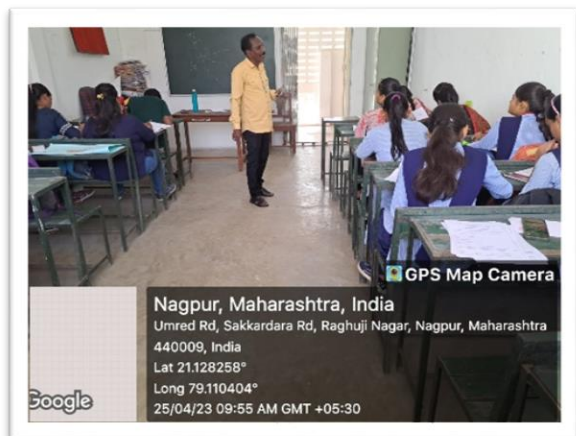 GPS Map Camera
Nagpur, Maharashtra, India
Umred Rd, Sakkardara Rd, Raghuji Nagar, Nagpur, Maharashtra
440009, India
Lat 21.128258°
Long 79.110404°
25/04/23 09:55 AM GMT +05:30
Google